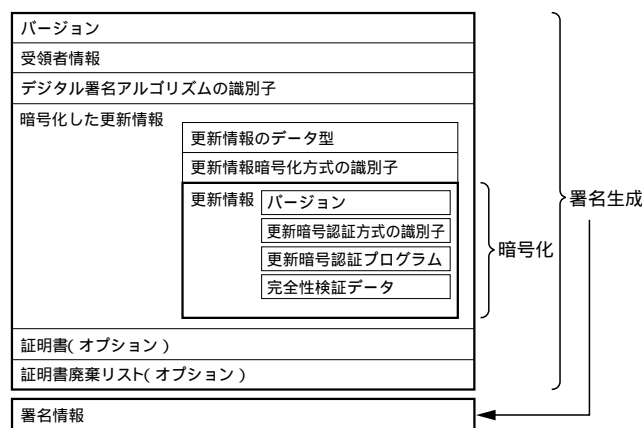 バージョン
受領者情報
デジタル署名アルゴリズムの識別子
暗号化した更新情報
更新情報のデータ型
更新情報暗号化方式の識別子
更新情報
バージョン
更新暗号認証方式の識別子
更新暗号認証プログラム
完全性検証データ
暗号化
署名生成
証明書(オプション)
証明書廃棄リスト(オプション)
署名情報